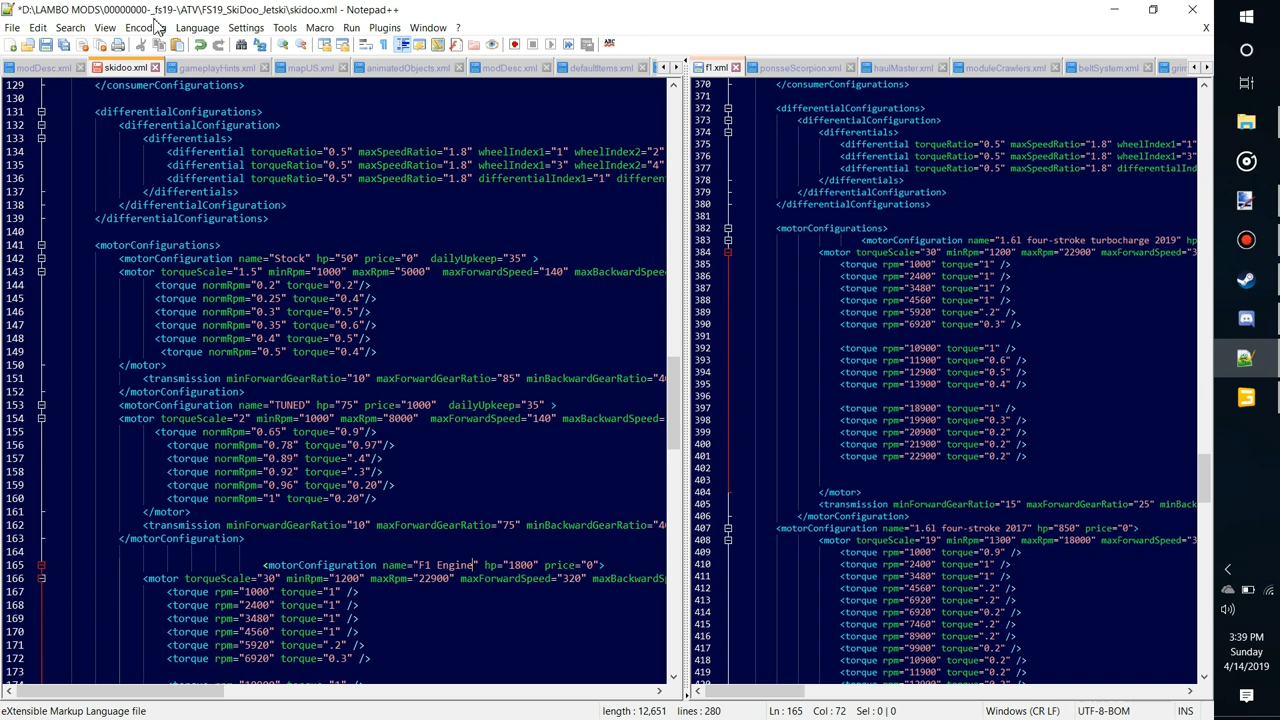 *D:\LAMBO MODS\00000000-_fs19-\ATV\FS19_SkiDoo_Jetski\skidoo.xml - Notepad++
File Edit Search View Encoding Language Settings Tools Macro Run Plugins Window ?
X
modDesc.xml skidoo.xml gameplayHints.xml mapUS.xml animatedObjects.xml modDesc.xml defaultItems.xml
129 </consumerConfigurations>
130
131 <differentialConfigurations>
132 <differentialConfiguration>
133 <differentials>
134 <differential torqueRatio="0.5" maxSpeedRatio="1.8" wheelIndex1="1" wheelIndex2="2"
135 <differential torqueRatio="0.5" maxSpeedRatio="1.8" wheelIndex1="3" wheelIndex2="4"
136 <differential torqueRatio="0.5" maxSpeedRatio="1.8" differentialIndex1="1" differen
137 </differentials>
138 </differentialConfiguration>
139 </differentialConfigurations>
140
141 <motorConfigurations>
142 <motorConfiguration name="Stock" hp="50" price="0" dailyUpkeep="35" >
143 <motor torqueScale="1.5" minRpm="1000" maxRpm="5000" maxForwardSpeed="140" maxBackwardSpeed=
144 <torque normRpm="0.2" torque="0.2"/>
145 <torque normRpm="0.25" torque="0.4"/>
146 <torque normRpm="0.3" torque="0.5"/>
147 <torque normRpm="0.35" torque="0.6"/>
148 <torque normRpm="0.4" torque="0.5"/>
149 <torque normRpm="0.5" torque="0.4"/>
150 </motor>
151 <transmission minForwardGearRatio="10" maxForwardGearRatio="85" minBackwardGearRatio="40
152 </motorConfiguration>
153 <motorConfiguration name="TUNED" hp="75" price="1000" dailyUpkeep="35"
154 <motor torqueScale="2" minRpm="1000" maxRpm="8000" maxForwardSpeed="140" maxBackwardSpeed=
155 <torque normRpm="0.65" torque="0.9"/>
156 <torque normRpm="0.78" torque="0.97"/>
157 <torque normRpm="0.89" torque=".4"/>
158 <torque normRpm="0.92" torque=".3"/>
159 <torque normRpm="0.96" torque="0.20"/>
160 <torque normRpm="1" torque="0.20"/>
161 </motor>
162 <transmission minForwardGearRatio="10" maxForwardGearRatio="75" minBackwardGearRatio="40
163 </motorConfiguration>
164
165 <motorConfiguration name="F1 Engine" hp="1800" price="0">
166 <motor torqueScale="30" minRpm="1200" maxRpm="22900" maxForwardSpeed="320" maxBackwardSp
167 <torque rpm="1000" torque="1" />
168 <torque rpm="2400" torque="1" />
169 <torque rpm="3480" torque="1" />
170 <torque rpm="4560" torque="1" />
171 <torque rpm="5920" torque=".2" />
172 <torque rpm="6920" torque="0.3" />
173
174 <torque rpm="10900" torque="1" />
f1.xml ponsseScorpion.xml haulMaster.xml moduleCrawlers.xml beltSystem.xml grim
370 </consumerConfigurations>
371
372 <differentialConfigurations>
373 <differentialConfiguration>
374 <differentials>
375 <differential torqueRatio="0.5" maxSpeedRatio="1.8" wheelIndex1="1"
376 <differential torqueRatio="0.5" maxSpeedRatio="1.8" wheelIndex1="3"
377 <differential torqueRatio="0.5" maxSpeedRatio="1.8" differentialInd
378 </differentials>
379 </differentialConfiguration>
380 </differentialConfigurations>
381
382 <motorConfigurations>
383 <motorConfiguration name="1.6l four-stroke turbocharge 2019" hp
384 <motor torqueScale="30" minRpm="1200" maxRpm="22900" maxForwardSpeed="3
385 <torque rpm="1000" torque="1" />
386 <torque rpm="2400" torque="1" />
387 <torque rpm="3480" torque="1" />
388 <torque rpm="4560" torque="1" />
389 <torque rpm="5920" torque=".2" />
390 <torque rpm="6920" torque="0.3" />
391
392 <torque rpm="10900" torque="1" />
393 <torque rpm="11900" torque="0.6" />
394 <torque rpm="12900" torque="0.5" />
395 <torque rpm="13900" torque="0.4" />
396
397 <torque rpm="18900" torque="1" />
398 <torque rpm="19900" torque="0.3" />
399 <torque rpm="20900" torque="0.2" />
400 <torque rpm="21900" torque="0.2" />
401 <torque rpm="22900" torque="0.2" />
402
403
404 </motor>
405 <transmission minForwardGearRatio="15" maxForwardGearRatio="25" minBack
406 </motorConfiguration>
407 <motorConfiguration name="1.6l four-stroke 2017" hp="850" price="0">
408 <motor torqueScale="19" minRpm="1300" maxRpm="18000" maxForwardSpeed="3
409 <torque rpm="1000" torque="0.9" />
410 <torque rpm="2400" torque="1" />
411 <torque rpm="3480" torque="1" />
412 <torque rpm="4560" torque=".2" />
413 <torque rpm="5920" torque=".2" />
414 <torque rpm="6920" torque="0.2" />
415 <torque rpm="7460" torque=".2" />
416 <torque rpm="8900" torque=".2" />
417 <torque rpm="9900" torque="0.2" />
418 <torque rpm="10900" torque="0.2" />
419 <torque rpm="11900" torque="0.2" />
420 <torque rpm="12900" torque="0.2" />
eXtensible Markup Language file length : 12,651 lines : 280 Ln : 165 Col : 72 Sel : 0 | 0 Windows (CR LF) UTF-8-BOM INS
3:39 PM
Sunday
4/14/2019